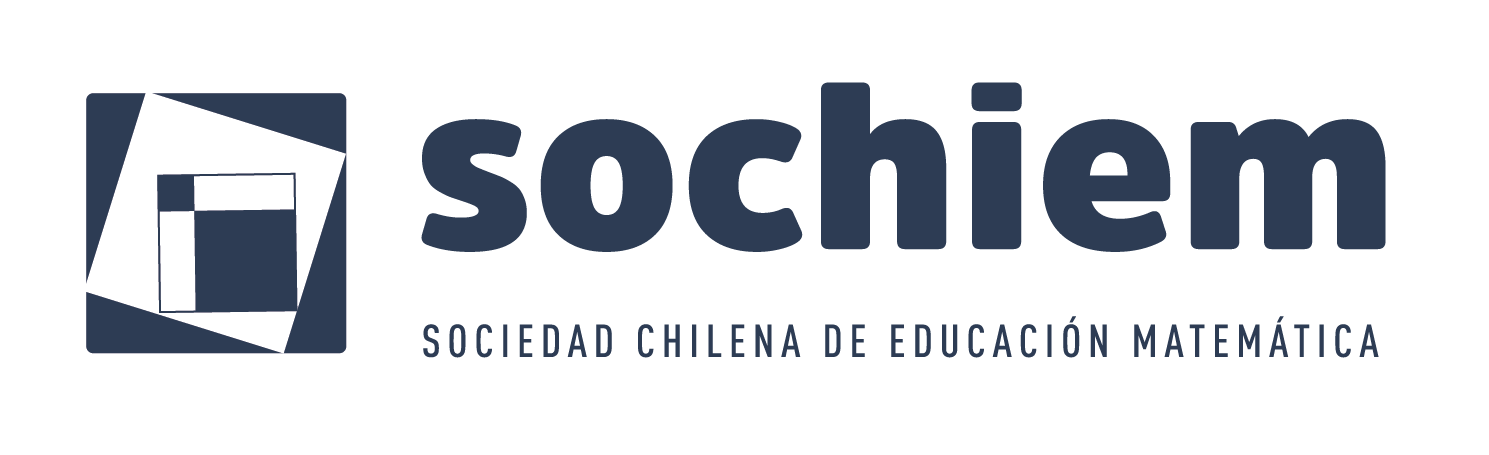 sochiem
SOCIEDAD CHILENA DE EDUCACIÓN MATEMÁTICA